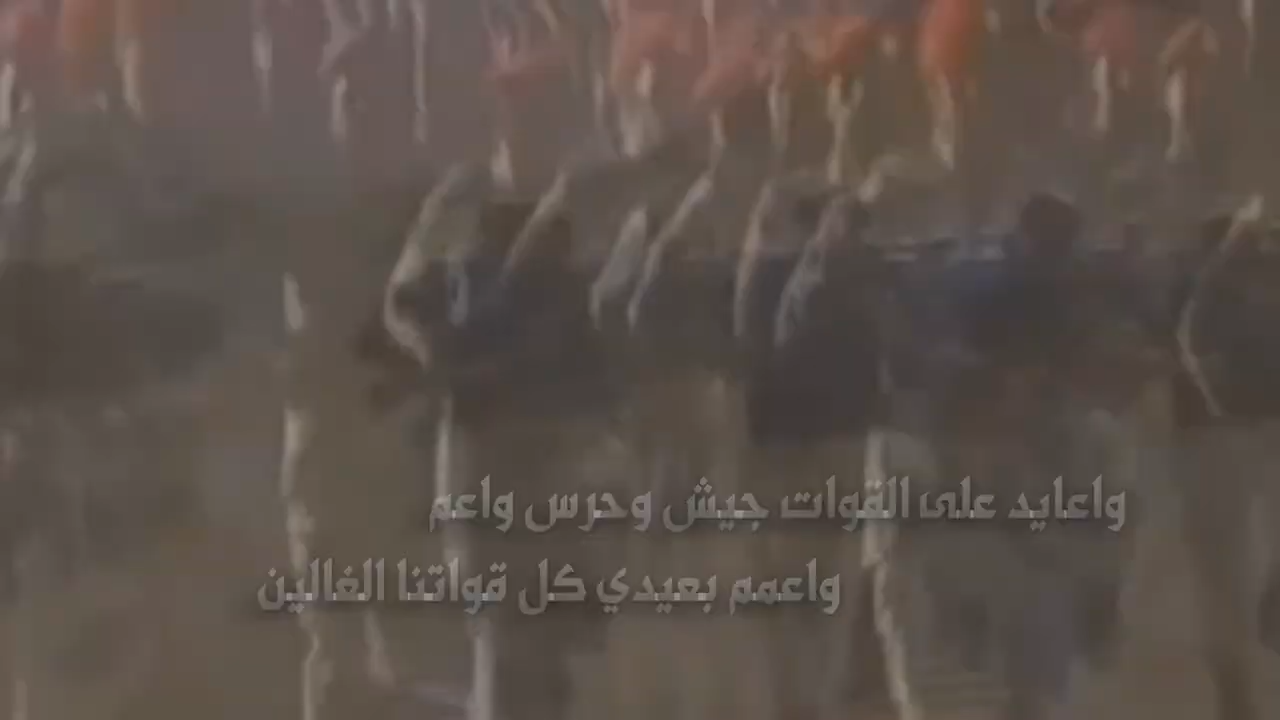 واعايد على القوات جيش وحرس واعم
واعمم بعيدي كل قواتنا الغالين